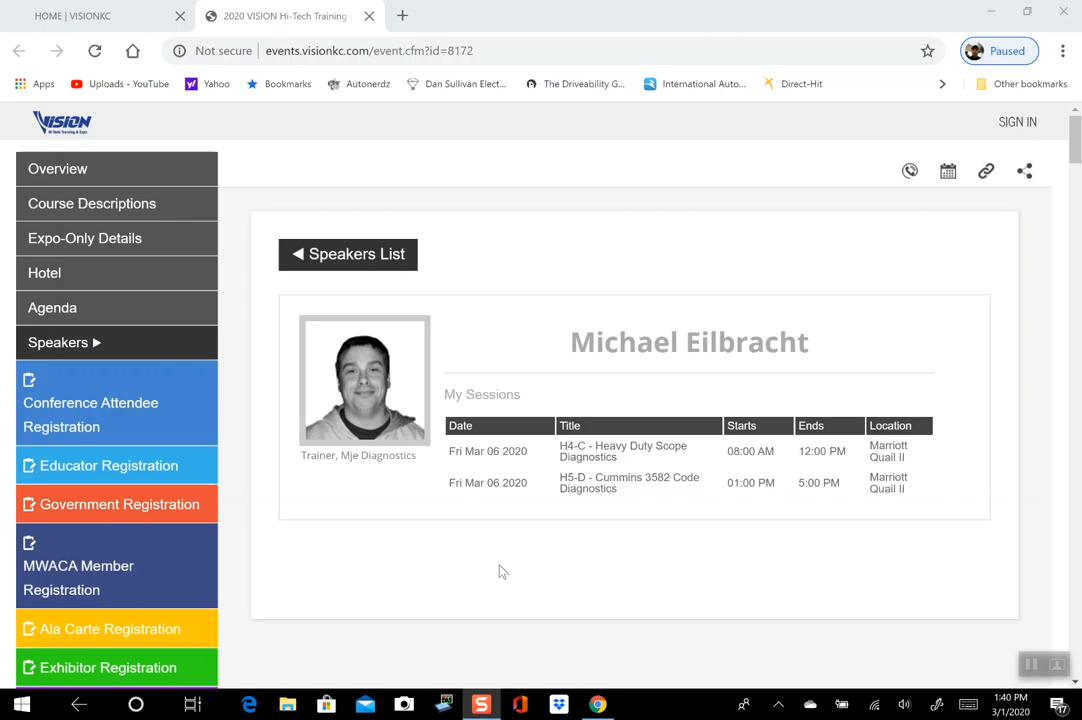 HOME | VISIONKC
2020 VISION Hi-Tech Training
Not secure | events.visionkc.com/event.cfm?id=8172
Paused
Apps Uploads - YouTube Yahoo Bookmarks Autonerdz Dan Sullivan Elect... The Driveability G... International Auto... Direct-Hit Other bookmarks
VISION
Hi-Tech Training & Expo
SIGN IN
Overview
Course Descriptions
Expo-Only Details
Hotel
Agenda
Speakers
Conference Attendee
Registration
Educator Registration
Government Registration
MWACA Member
Registration
Ala Carte Registration
Exhibitor Registration
Speakers List
Michael Eilbracht
Trainer, Mje Diagnostics
My Sessions
Date Title Starts Ends Location
Fri Mar 06 2020 H4-C - Heavy Duty Scope Diagnostics 08:00 AM 12:00 PM Marriott Quail II
Fri Mar 06 2020 H5-D - Cummins 3582 Code Diagnostics 01:00 PM 5:00 PM Marriott Quail II
1:40 PM
3/1/2020
17